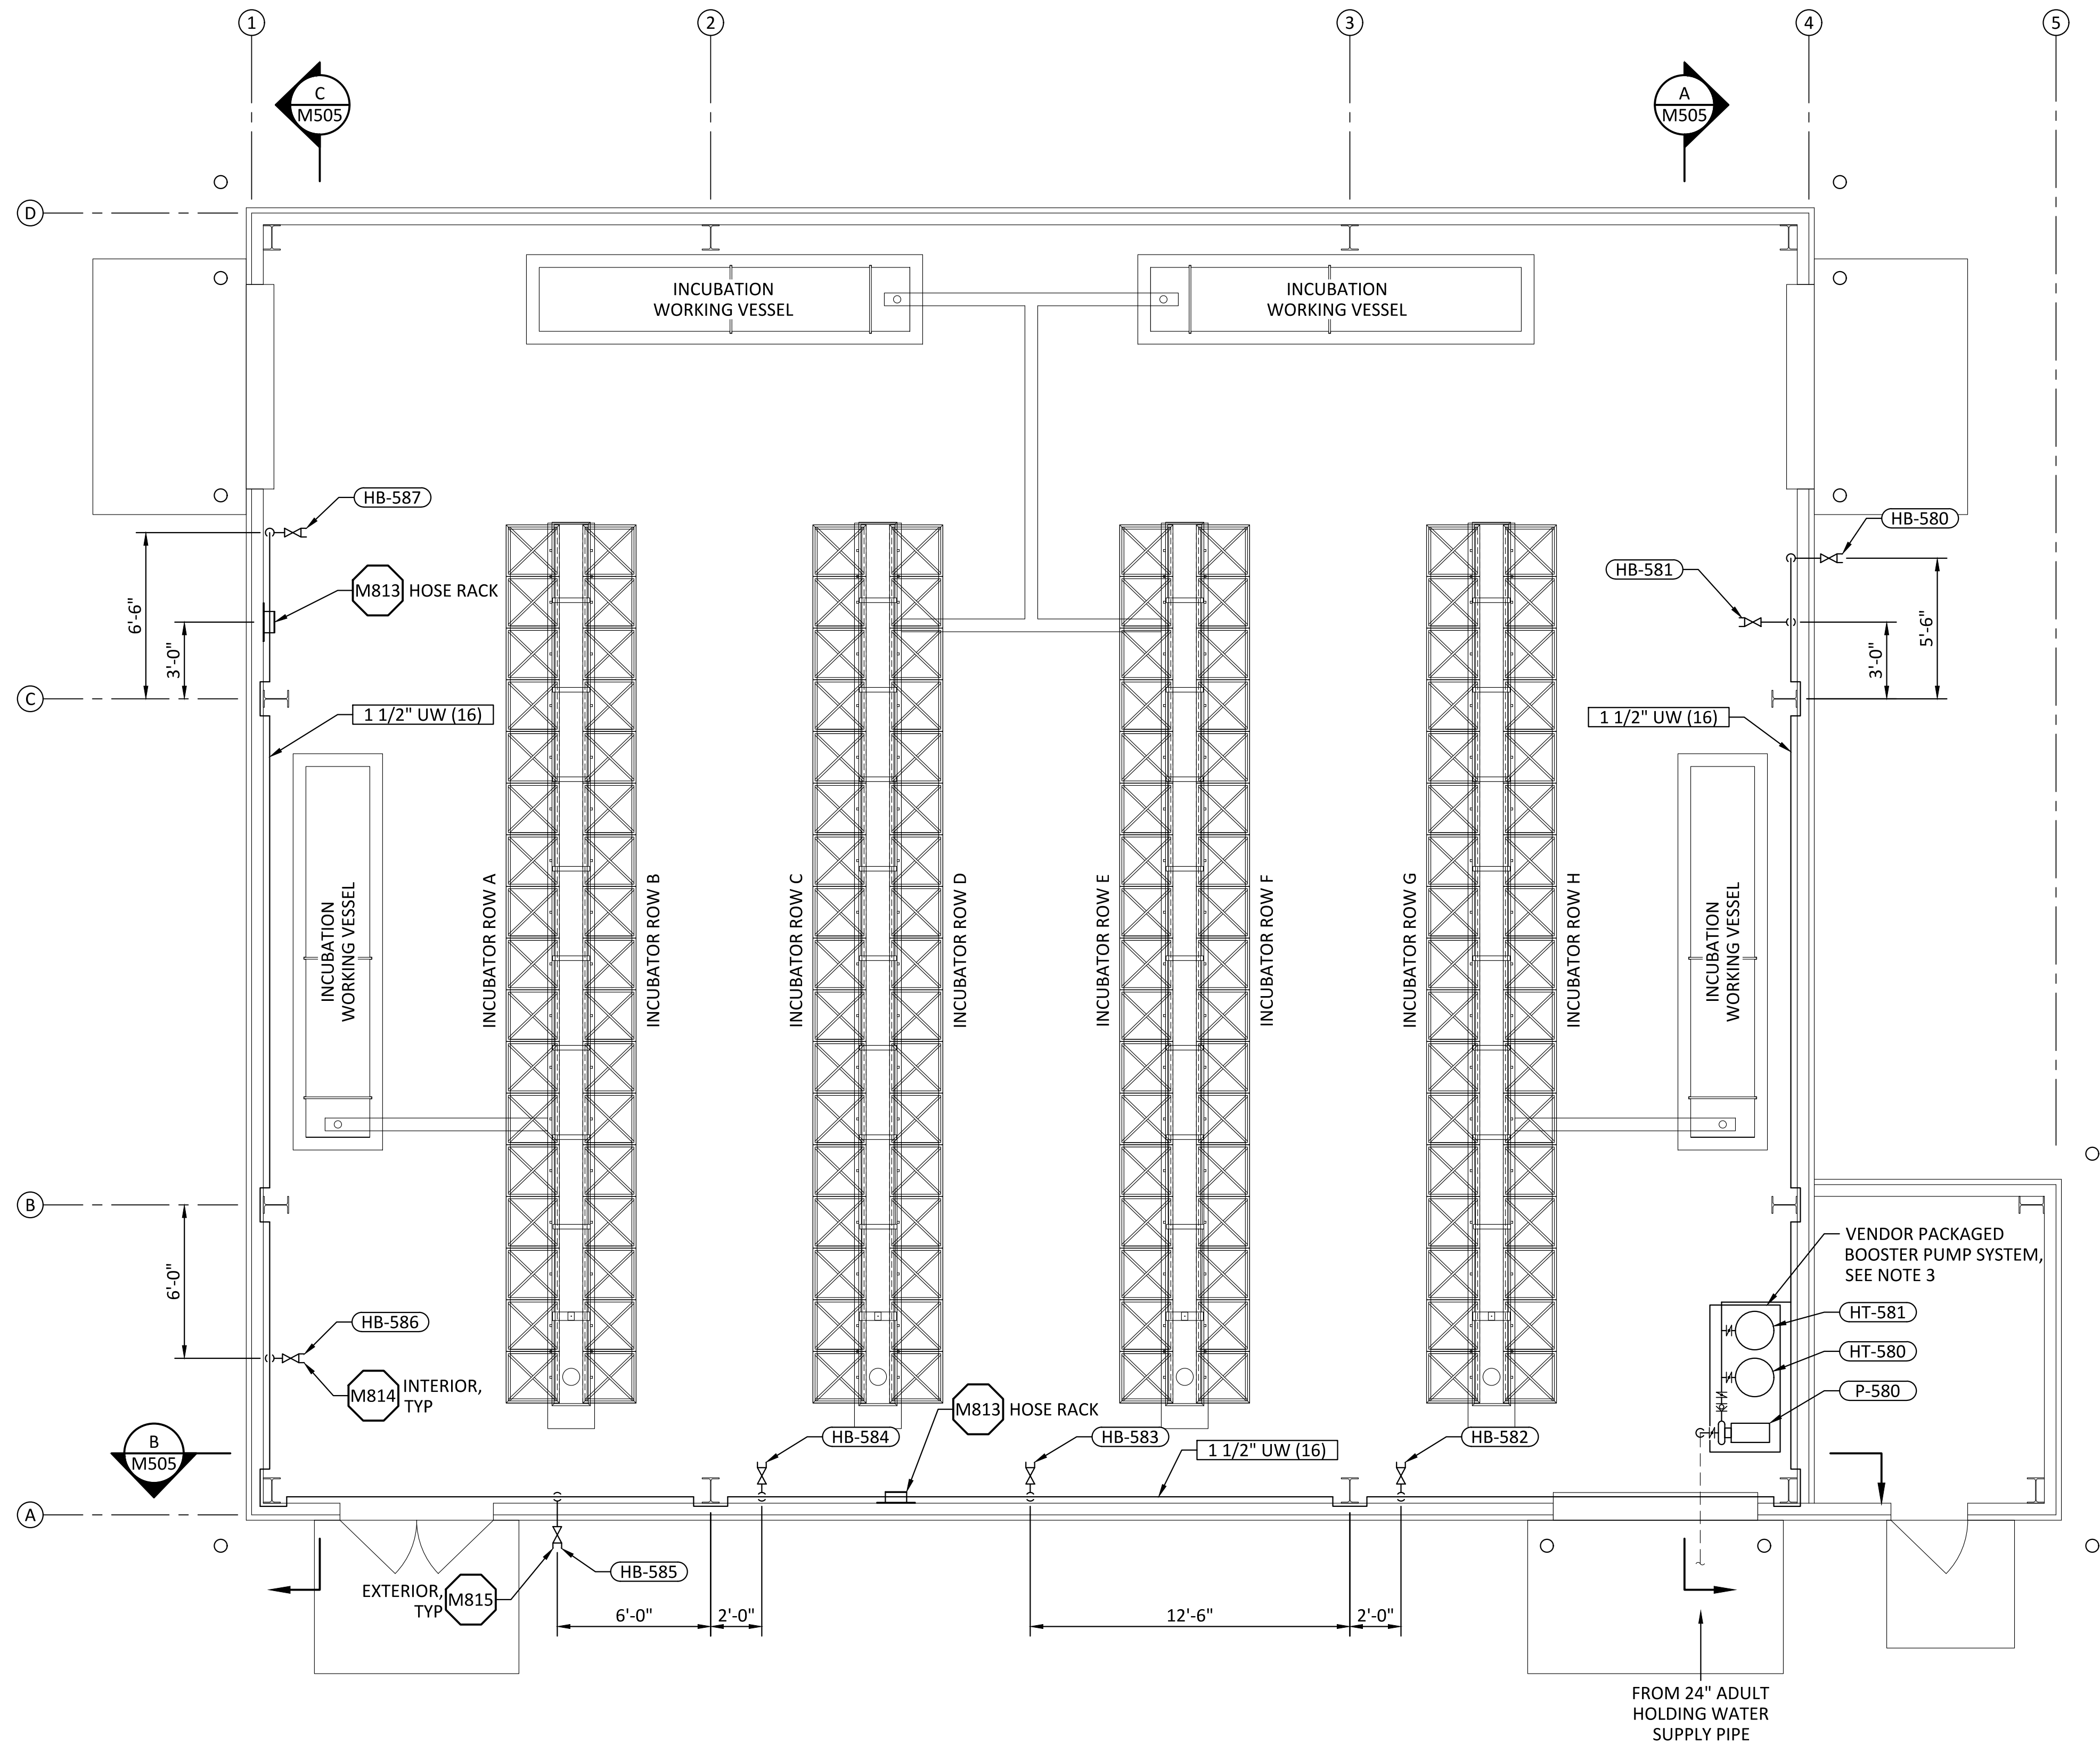 1
2
3
4
5
C
M505
A
M505
D
INCUBATION
WORKING VESSEL
INCUBATION
WORKING VESSEL
HB-587
HB-580
HB-581
M813 HOSE RACK
6'-6"
3'-0"
5'-6"
3'-0"
C
1 1/2" UW (16)
1 1/2" UW (16)
INCUBATION
WORKING VESSEL
INCUBATOR ROW A
INCUBATOR ROW B
INCUBATOR ROW C
INCUBATOR ROW D
INCUBATOR ROW E
INCUBATOR ROW F
INCUBATOR ROW G
INCUBATOR ROW H
INCUBATION
WORKING VESSEL
B
6'-0"
VENDOR PACKAGED
BOOSTER PUMP SYSTEM,
SEE NOTE 3
HT-581
HT-580
P-580
HB-586
M814 INTERIOR,
TYP
M813 HOSE RACK
B
M505
HB-584
HB-583
1 1/2" UW (16)
HB-582
A
HB-585
EXTERIOR,
TYP
M815
6'-0"
2'-0"
12'-6"
2'-0"
FROM 24" ADULT
HOLDING WATER
SUPPLY PIPE